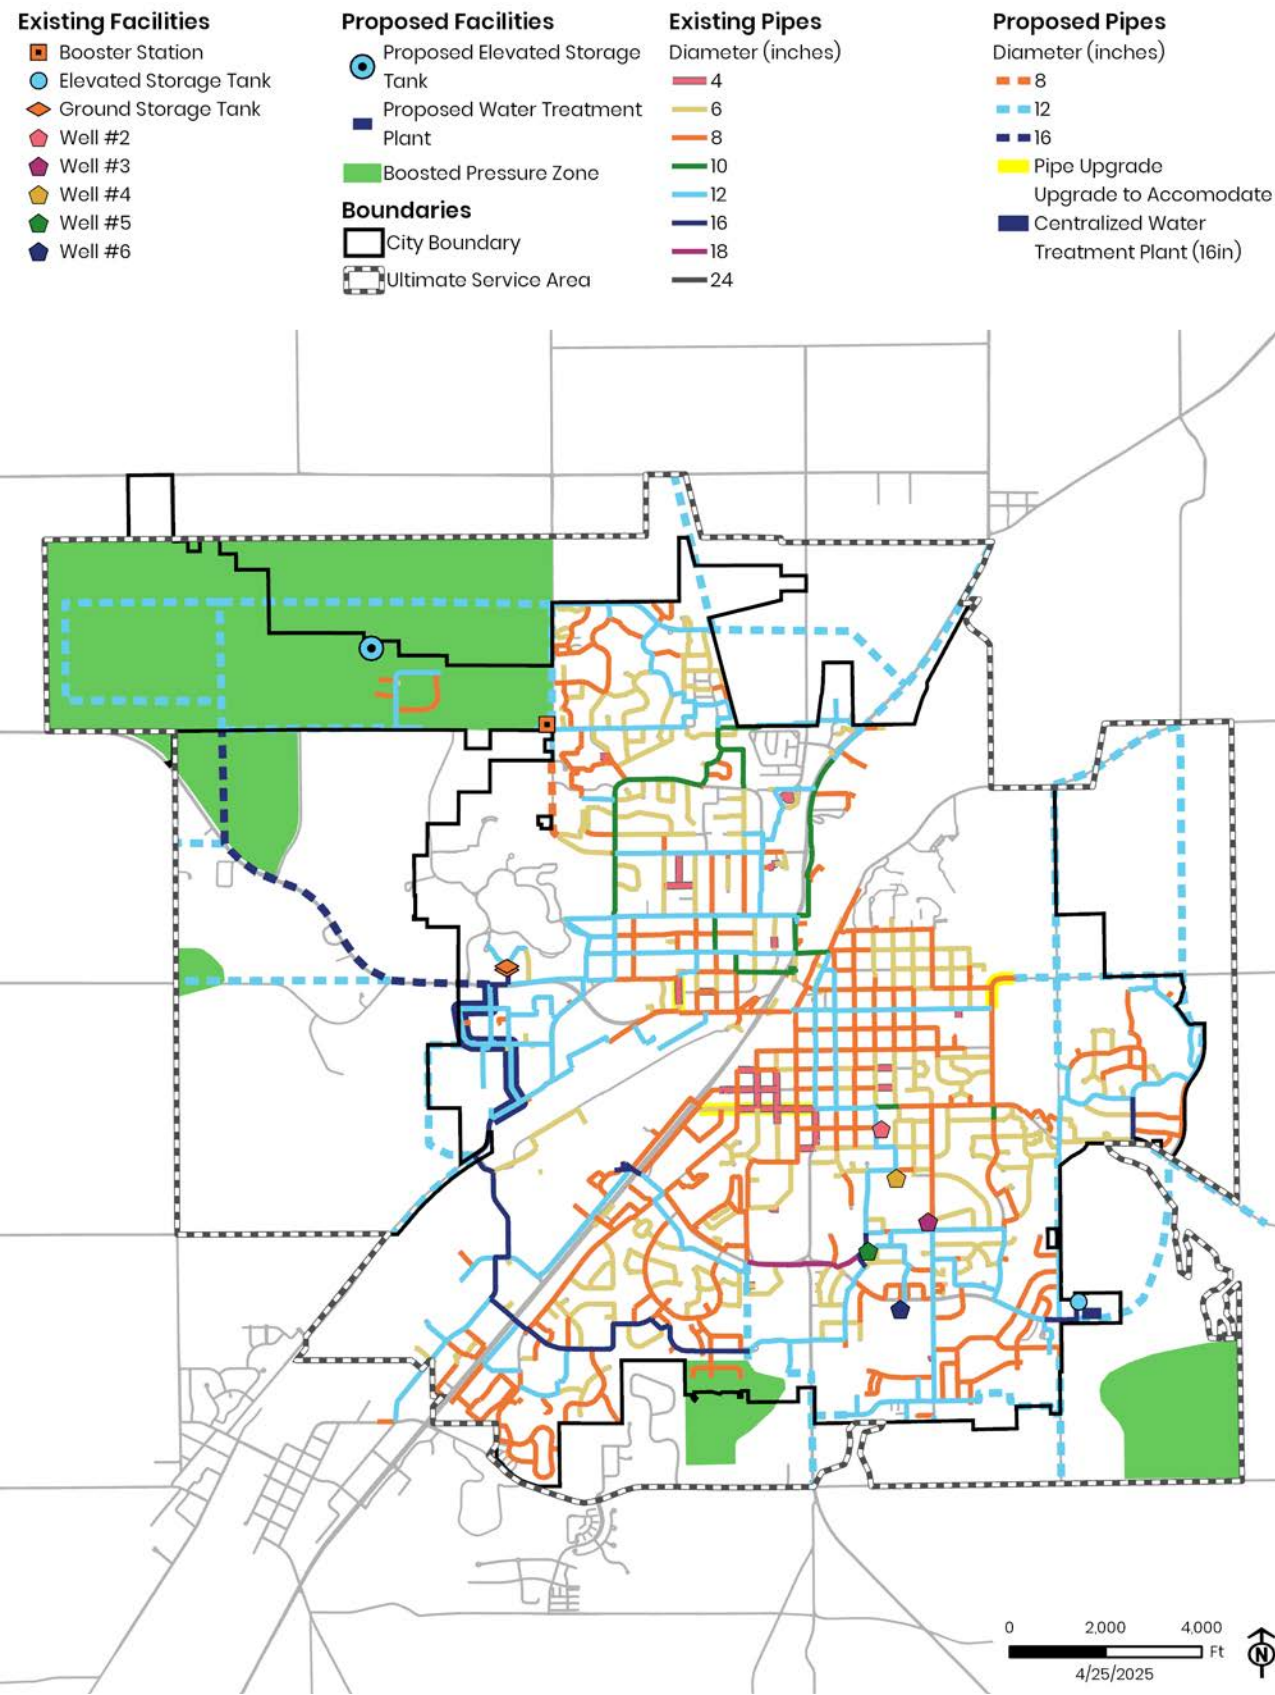 Existing Facilities
Booster Station
Elevated Storage Tank
Ground Storage Tank
Well #2
Well #3
Well #4
Well #5
Well #6
Proposed Facilities
Proposed Elevated Storage
Tank
Proposed Water Treatment
Plant
Boosted Pressure Zone
Boundaries
City Boundary
Ultimate Service Area
Existing Pipes
Diameter (inches)
4
6
8
10
12
16
18
24
Proposed Pipes
Diameter (inches)
8
12
16
Pipe Upgrade
Upgrade to Accomodate
Centralized Water
Treatment Plant (16in)
0 2,000 4,000
Ft
4/25/2025
N